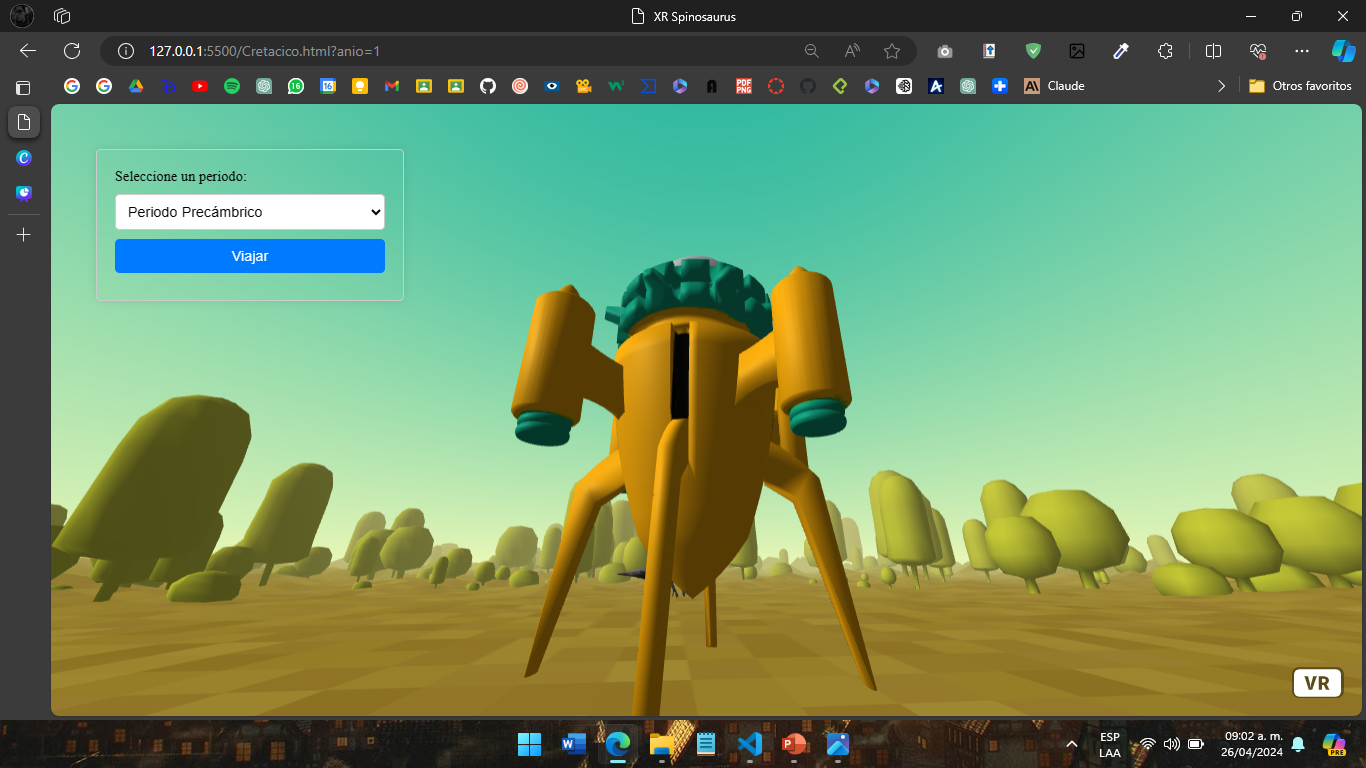 XR Spinosaurus
127.0.0.1:5500/Cretacico.html?anio=1
Claude
Otros favoritos
Seleccione un periodo:
Periodo Precámbrico
Viajar
VR
ESP
LAA
09:02 a. m.
26/04/2024